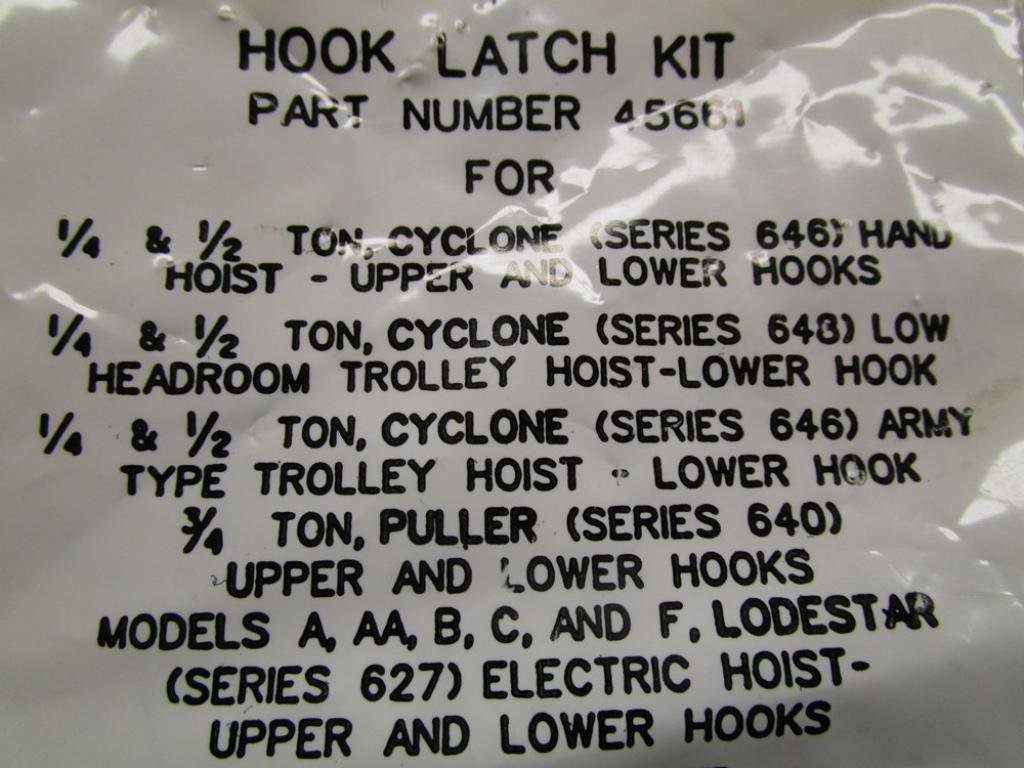 HOOK LATCH KIT
PART NUMBER 45661
FOR
1/4 & 1/2 TON, CYCLONE (SERIES 646) HAND
HOIST - UPPER AND LOWER HOOKS
1/4 & 1/2 TON, CYCLONE (SERIES 648) LOW
HEADROOM TROLLEY HOIST-LOWER HOOK
1/4 & 1/2 TON, CYCLONE (SERIES 646) ARMY
TYPE TROLLEY HOIST - LOWER HOOK
3/4 TON, PULLER (SERIES 640)
UPPER AND LOWER HOOKS
MODELS A, AA, B, C, AND F, LODESTAR
(SERIES 627) ELECTRIC HOIST-
UPPER AND LOWER HOOKS